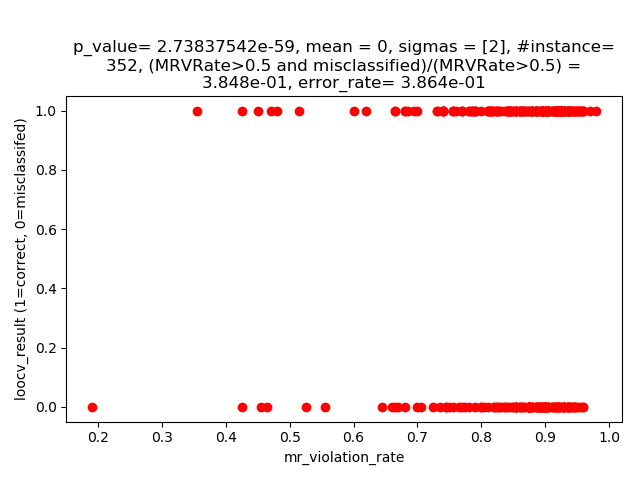 p_value= 2.73837542e-59, mean = 0, sigmas = [2], #instance=
352, (MRVRate>0.5 and misclassified)/(MRVRate>0.5) =
3.848e-01, error_rate= 3.864e-01
loocv_result (1=correct, 0=misclassifed)
1.0
0.8
0.6
0.4
0.2
0.0
0.2 0.3 0.4 0.5 0.6 0.7 0.8 0.9 1.0
mr_violation_rate